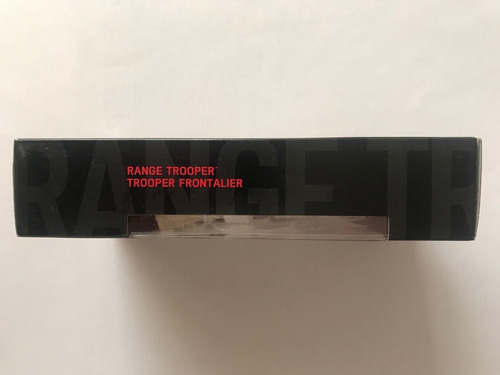 RANGE TROOPER™
TROOPER FRONTALIER
RANGE TR